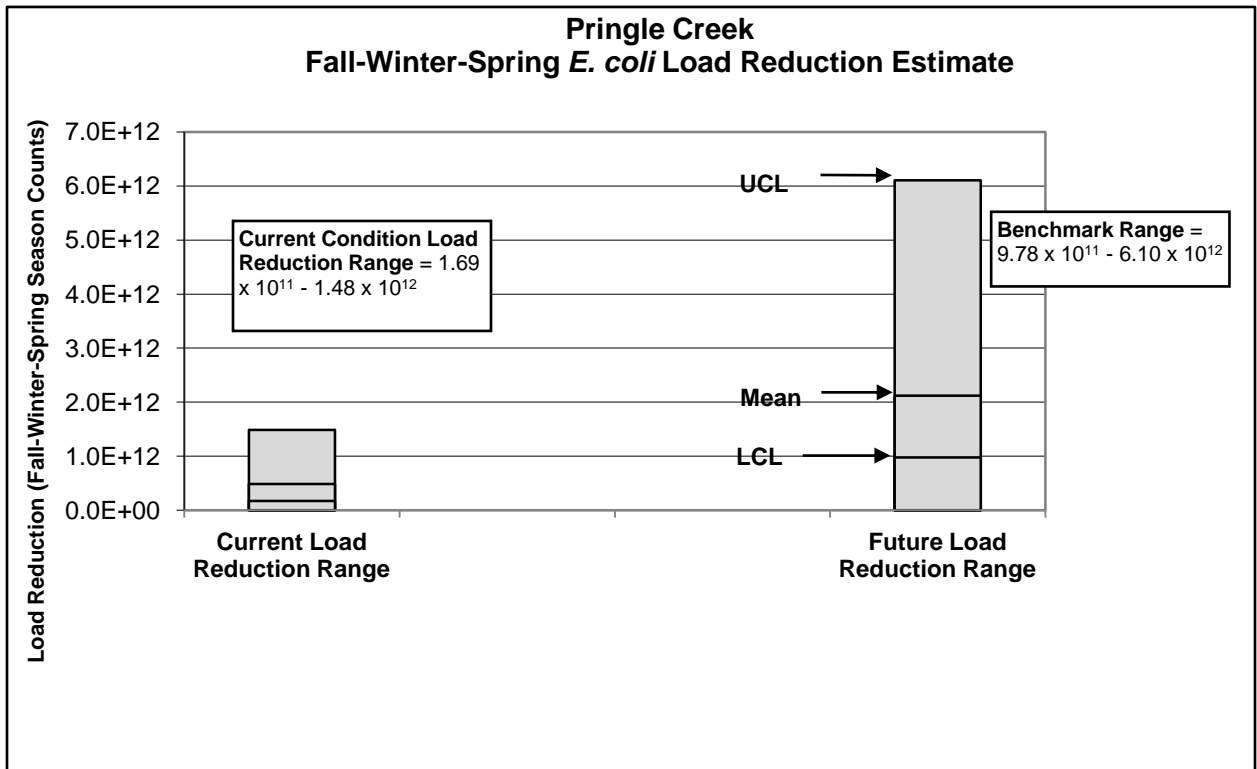 Pringle Creek
Fall-Winter-Spring E. coli Load Reduction Estimate
Load Reduction (Fall-Winter-Spring Season Counts)
7.0E+12
6.0E+12
5.0E+12
4.0E+12
3.0E+12
2.0E+12
1.0E+12
0.0E+00
Current Condition Load
Reduction Range = 1.69
x 10¹¹ - 1.48 x 10¹²
UCL
Mean
LCL
Benchmark Range =
9.78 x 10¹¹ - 6.10 x 10¹²
Current Load
Reduction Range
Future Load
Reduction Range